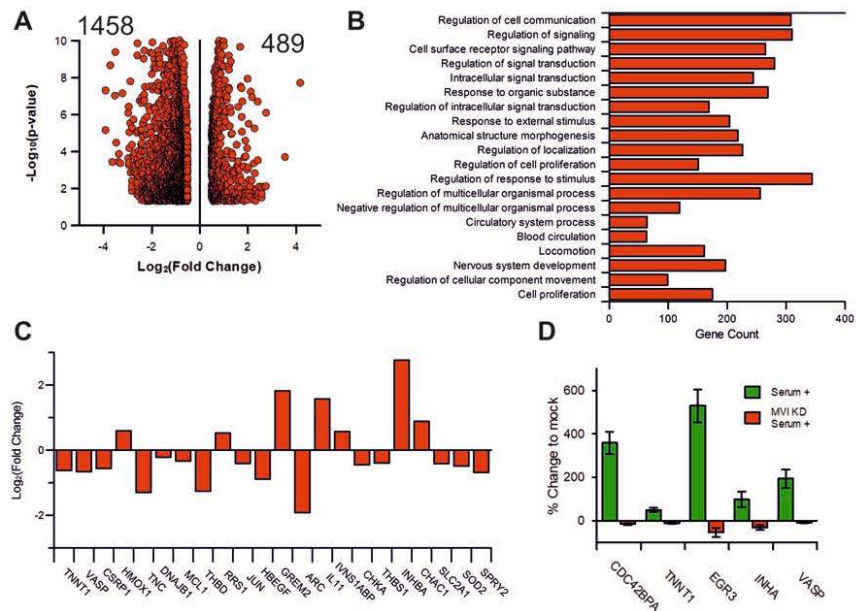 A
1458
489
10
8
6
4
2
0
-Log₁₀(p-value)
-4
-2
0
2
4
Log₂(Fold Change)
B
Regulation of cell communication
Regulation of signaling
Cell surface receptor signaling pathway
Regulation of signal transduction
Intracellular signal transduction
Response to organic substance
Regulation of intracellular signal transduction
Response to external stimulus
Anatomical structure morphogenesis
Regulation of localization
Regulation of cell proliferation
Regulation of response to stimulus
Regulation of multicellular organismal process
Negative regulation of multicellular organismal process
Circulatory system process
Blood circulation
Locomotion
Nervous system development
Regulation of cellular component movement
Cell proliferation
0
100
200
300
400
Gene Count
C
Log₂(Fold Change)
2
0
-2
TNNT1
VASP
CSRP1
HMOX1
TNC
DNAJB1
MCL1
THBD
RRS1
JUN
HBEGF
GREM2
ARC
IL11
IVNS1ABP
CHKA
THBS1
INHBA
CHAC1
SLC2A1
SOD2
SPRY2
D
% Change to mock
600
400
200
0
Serum +
MVI KD
Serum +
CDC42BPA
TNNT1
EGR3
INHA
VASP